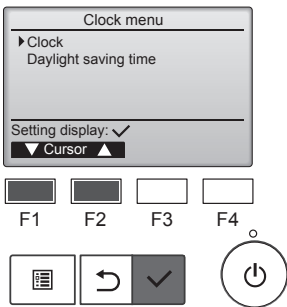 Clock menu
Clock
Daylight saving time
Setting display:
Cursor
F1 F2 F3 F4